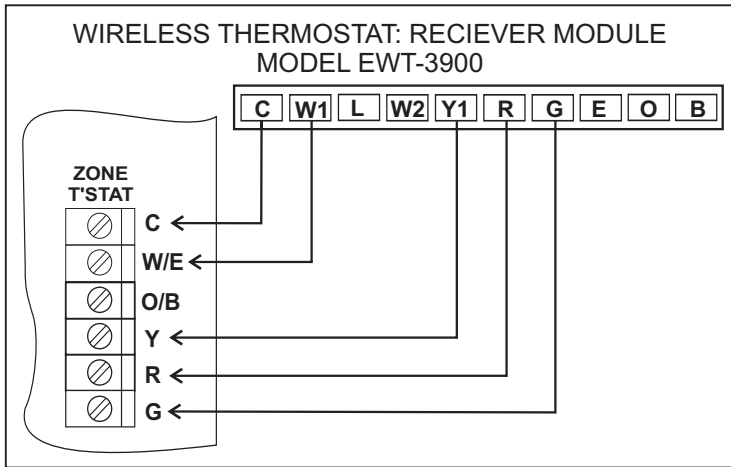 WIRELESS THERMOSTAT: RECIEVER MODULE
MODEL EWT-3900
C W1 L W2 Y1 R G E O B
ZONE
T'STAT
C
W/E
O/B
Y
R
G